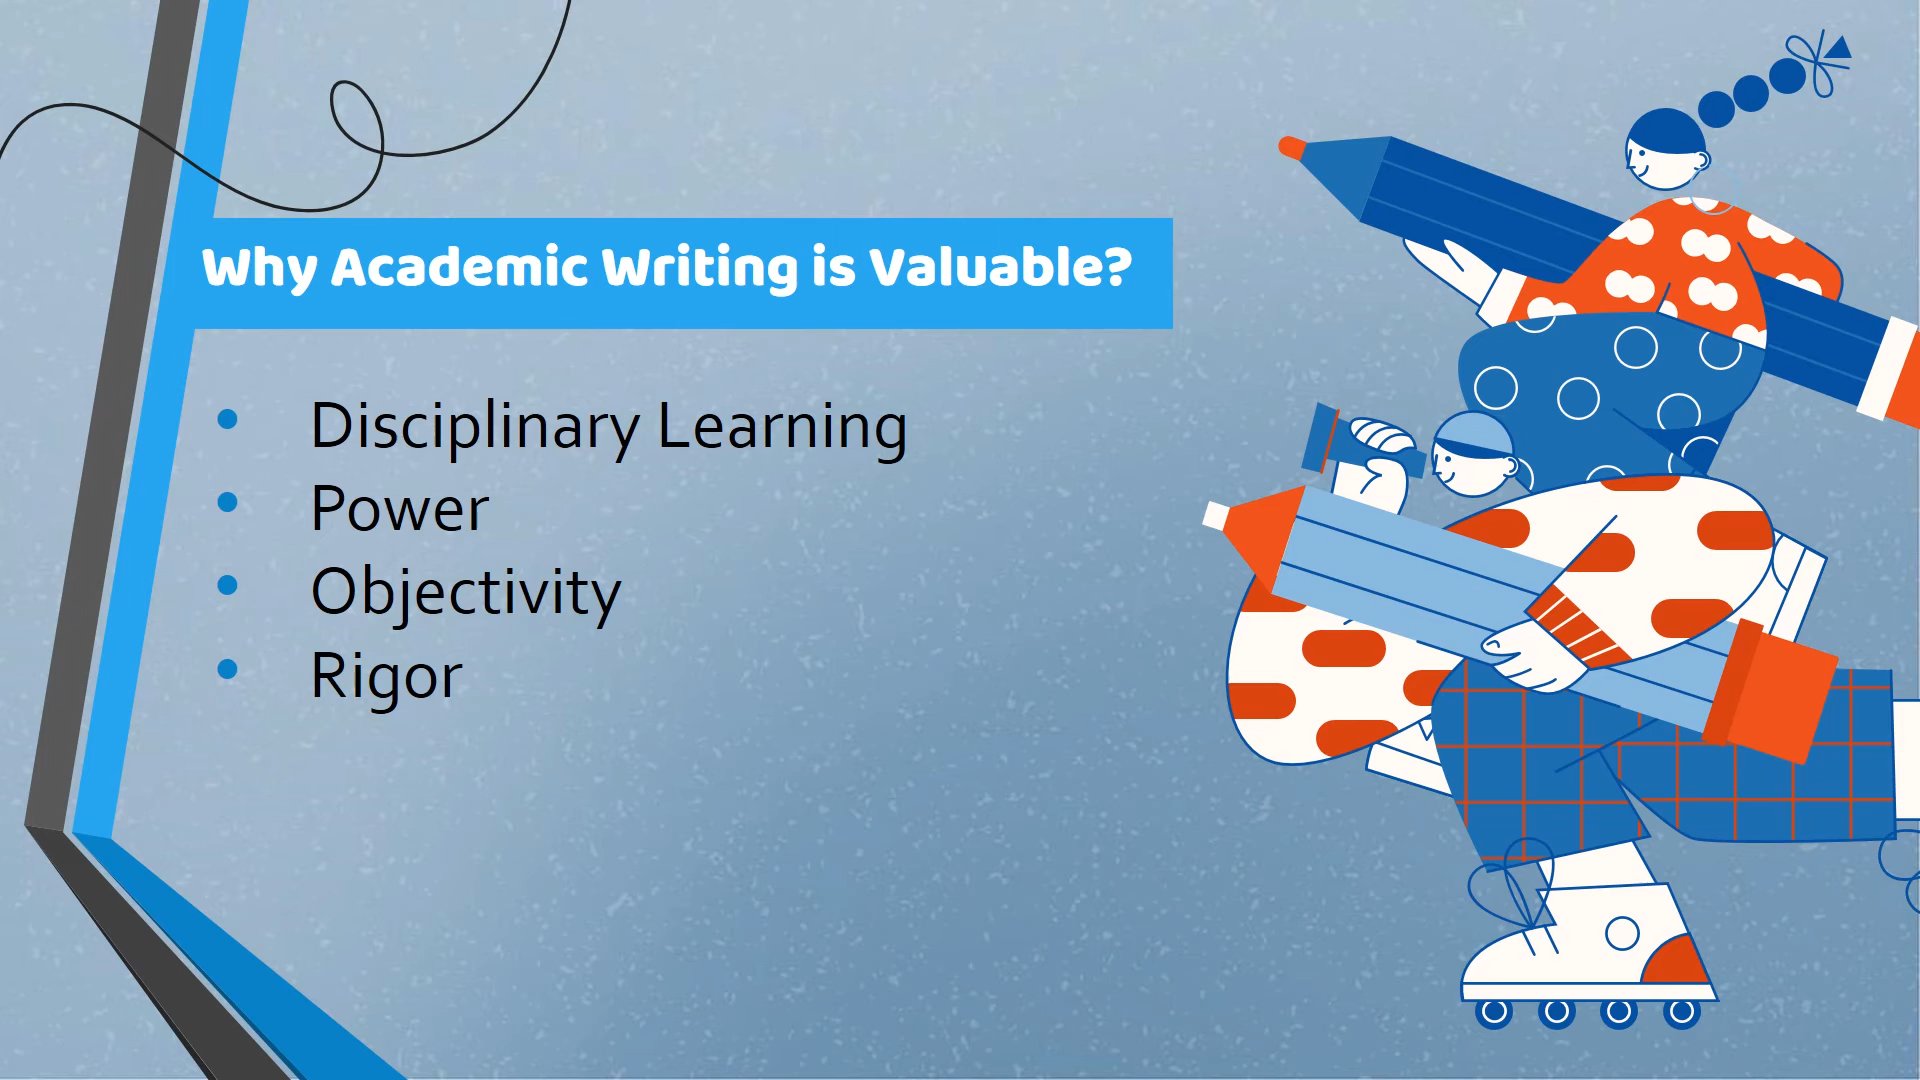 Why Academic Writing is Valuable?
• Disciplinary Learning
• Power
• Objectivity
• Rigor